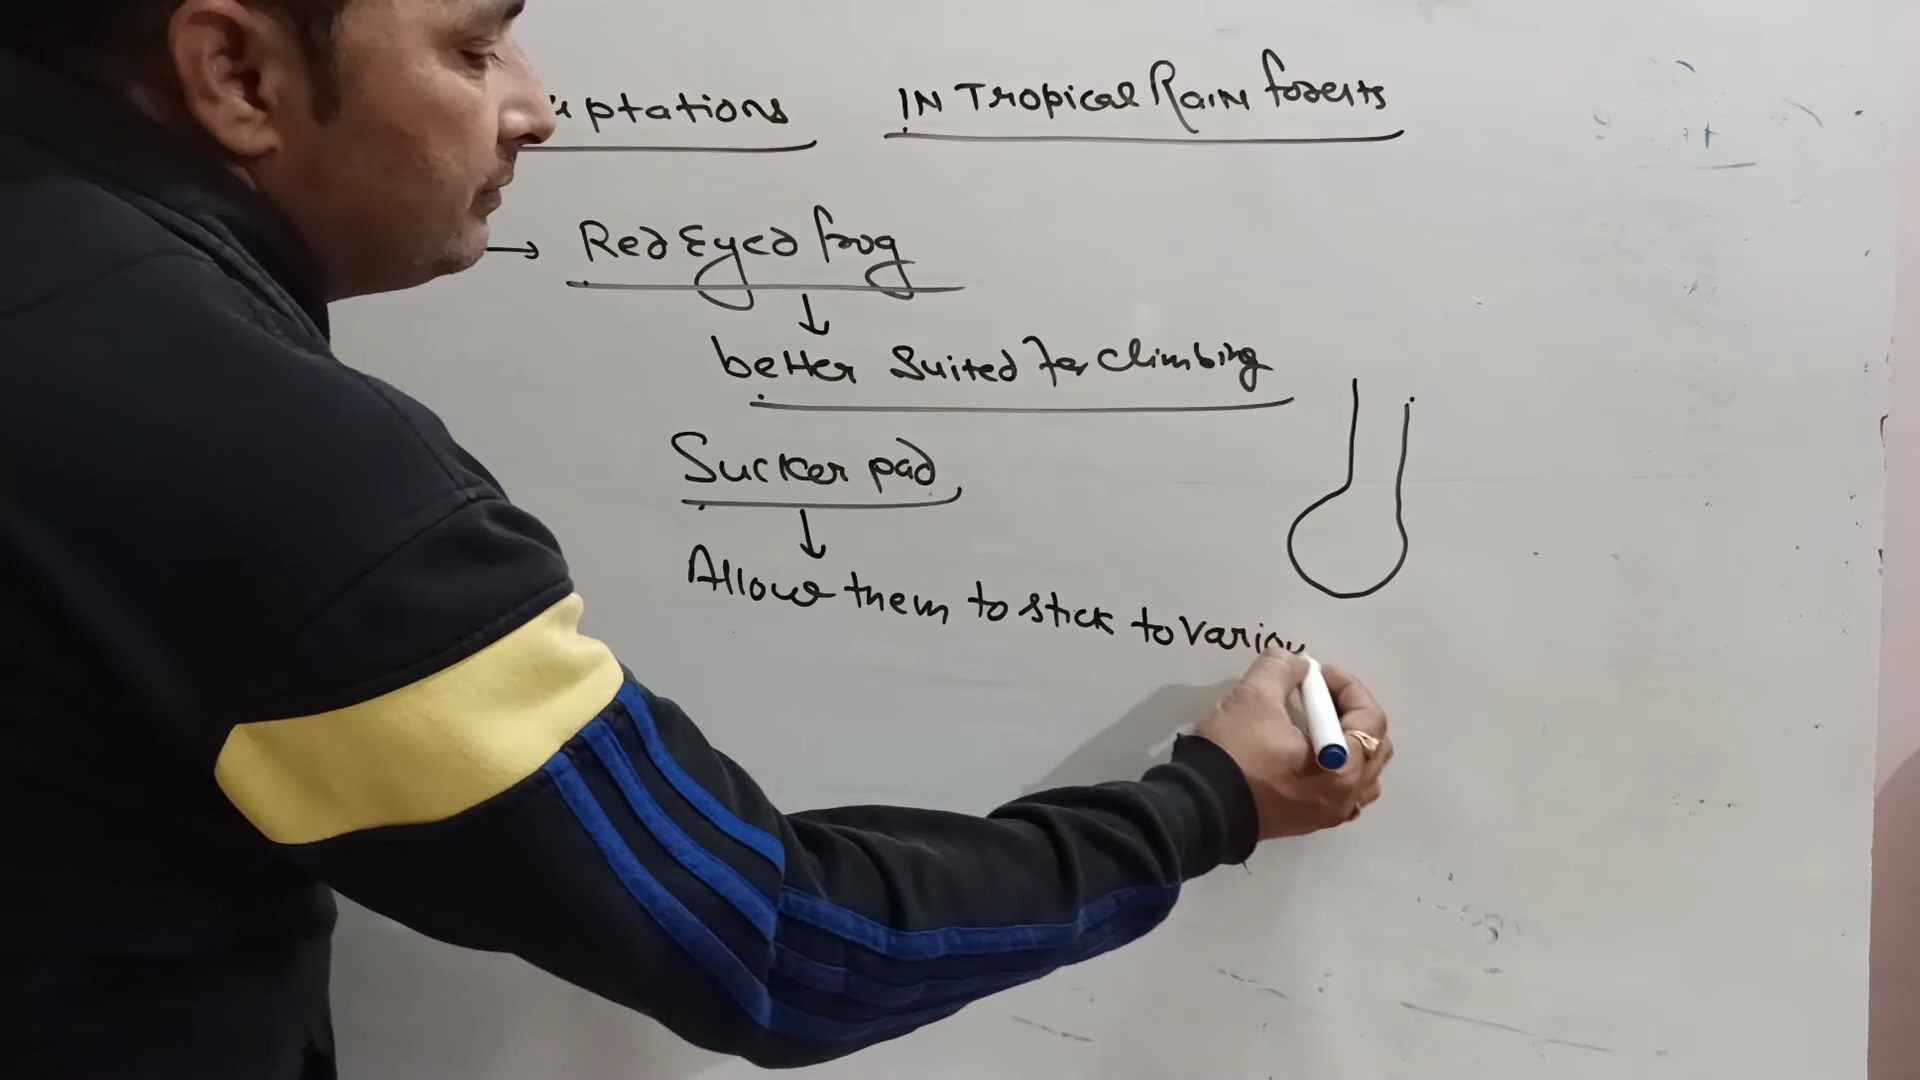 ptations IN Tropical Rain forests
→ Red Eyed frog
↓
better suited for climbing
Sucker pad
↓
Allow them to stick to variou